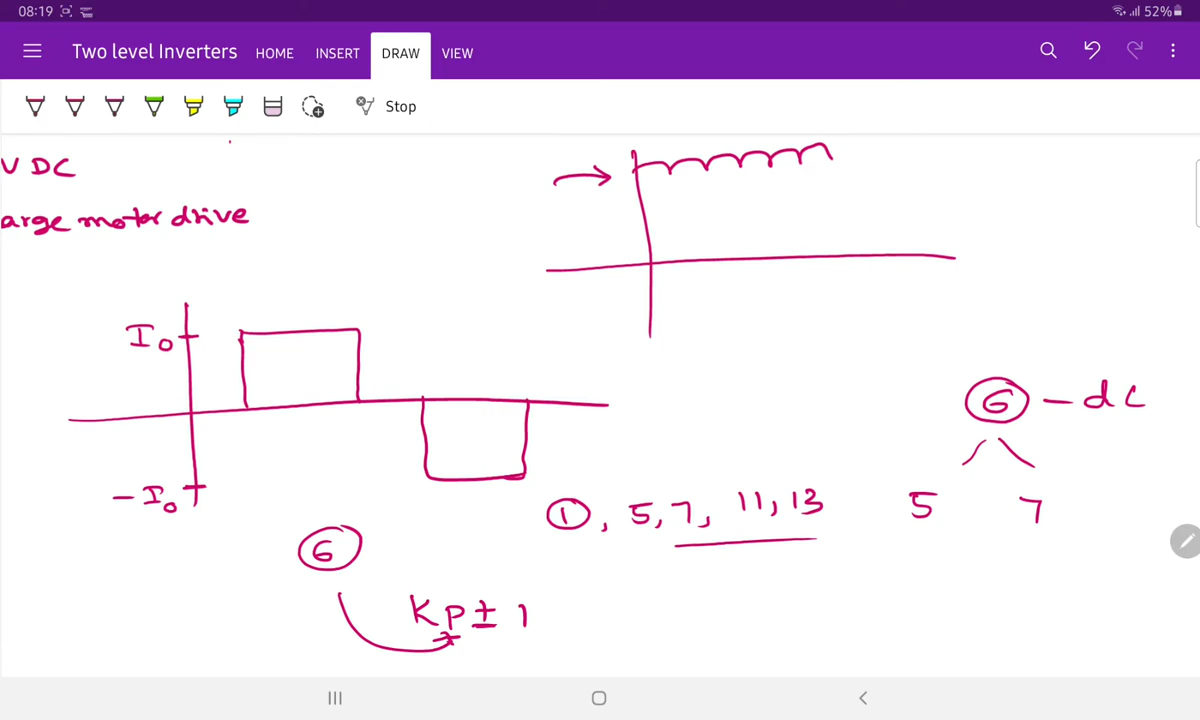 08:19 52%
Two level Inverters HOME INSERT DRAW VIEW
Stop
V DC
arge motor drive
Io
-Io
6 - dc
5 7
①, 5, 7, 11, 13
6
Kp ± 1